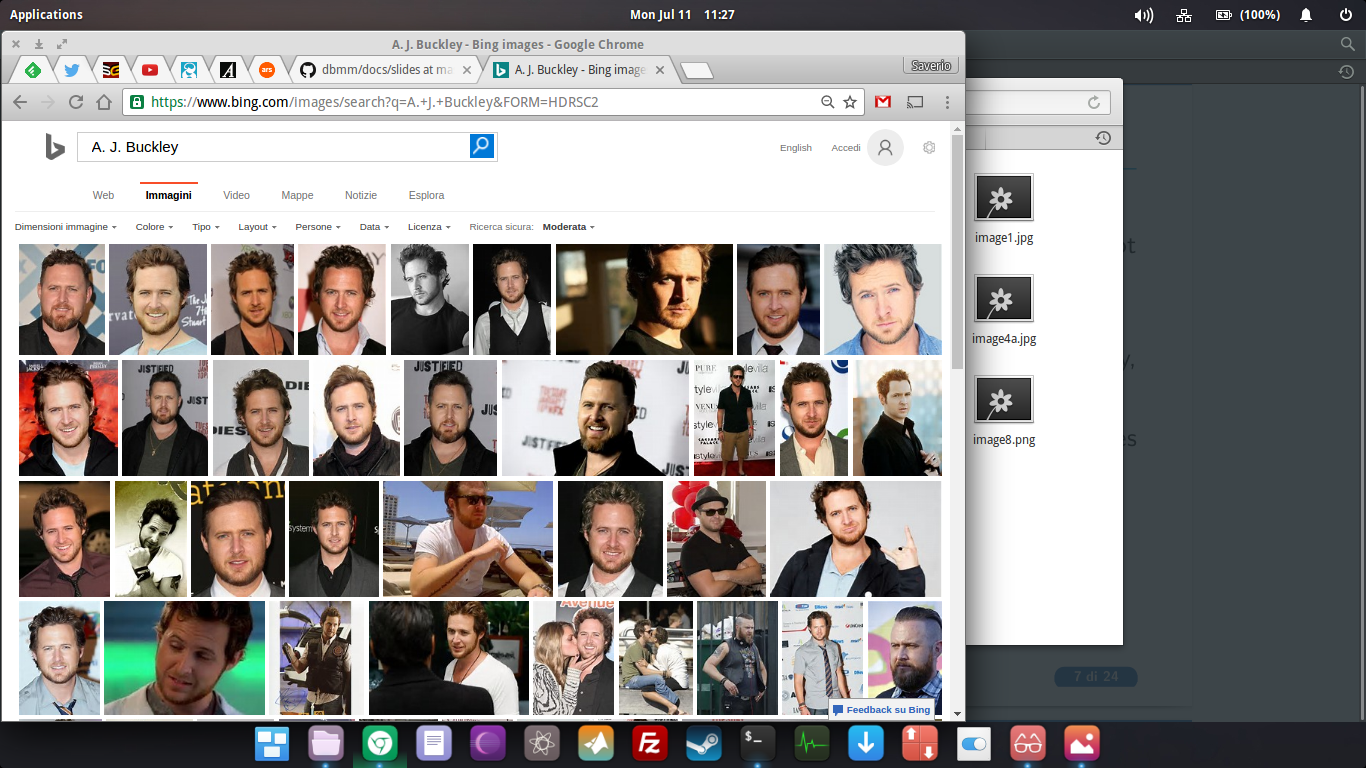 Applications
Mon Jul 11 11:27
(100%)
A. J. Buckley - Bing images - Google Chrome
dbmm/docs/slides at ma
A. J. Buckley - Bing image
Saverio
https://www.bing.com/images/search?q=A.+J.+Buckley&FORM=HDRSC2
A. J. Buckley
English
Accedi
Web
Immagini
Video
Mappe
Notizie
Esplora
Dimensioni immagine
Colore
Tipo
Layout
Persone
Data
Licenza
Ricerca sicura:
Moderata
image1.jpg
image4a.jpg
image8.png
JUSTIFIED
7 di 24
Feedback su Bing